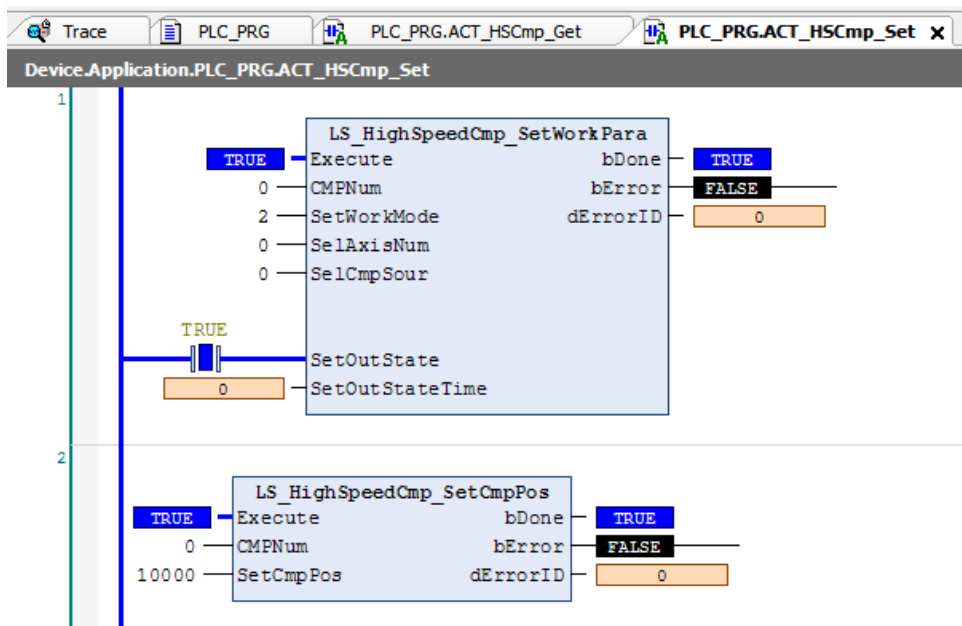 Trace PLC_PRG PLC_PRG.ACT_HSCmp_Get PLC_PRG.ACT_HSCmp_Set x
Device.Application.PLC_PRG.ACT_HSCmp_Set
1
LS_HighSpeedCmp_SetWorkPara
TRUE Execute bDone TRUE
0 CMPNum bError FALSE
2 SetWorkMode dErrorID 0
0 SelAxisNum
0 SelCmpSour
TRUE
SetOutState
0 SetOutStateTime
2
LS_HighSpeedCmp_SetCmpPos
TRUE Execute bDone TRUE
0 CMPNum bError FALSE
10000 SetCmpPos dErrorID 0